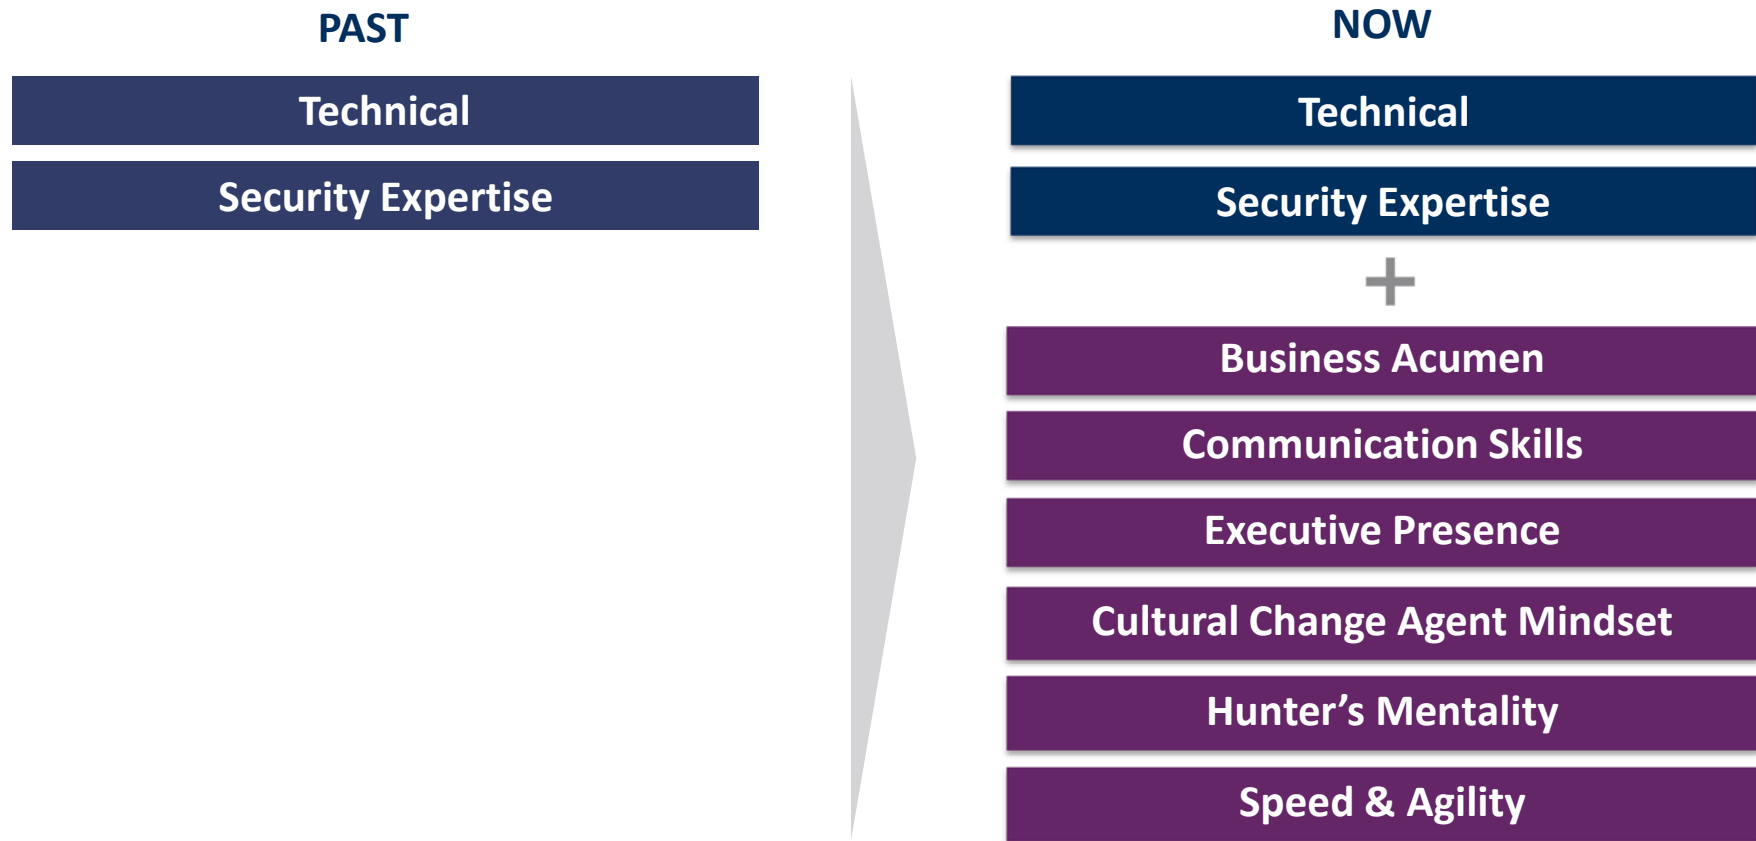 PAST
Technical
Security Expertise
NOW
Technical
Security Expertise
+
Business Acumen
Communication Skills
Executive Presence
Cultural Change Agent Mindset
Hunter’s Mentality
Speed & Agility